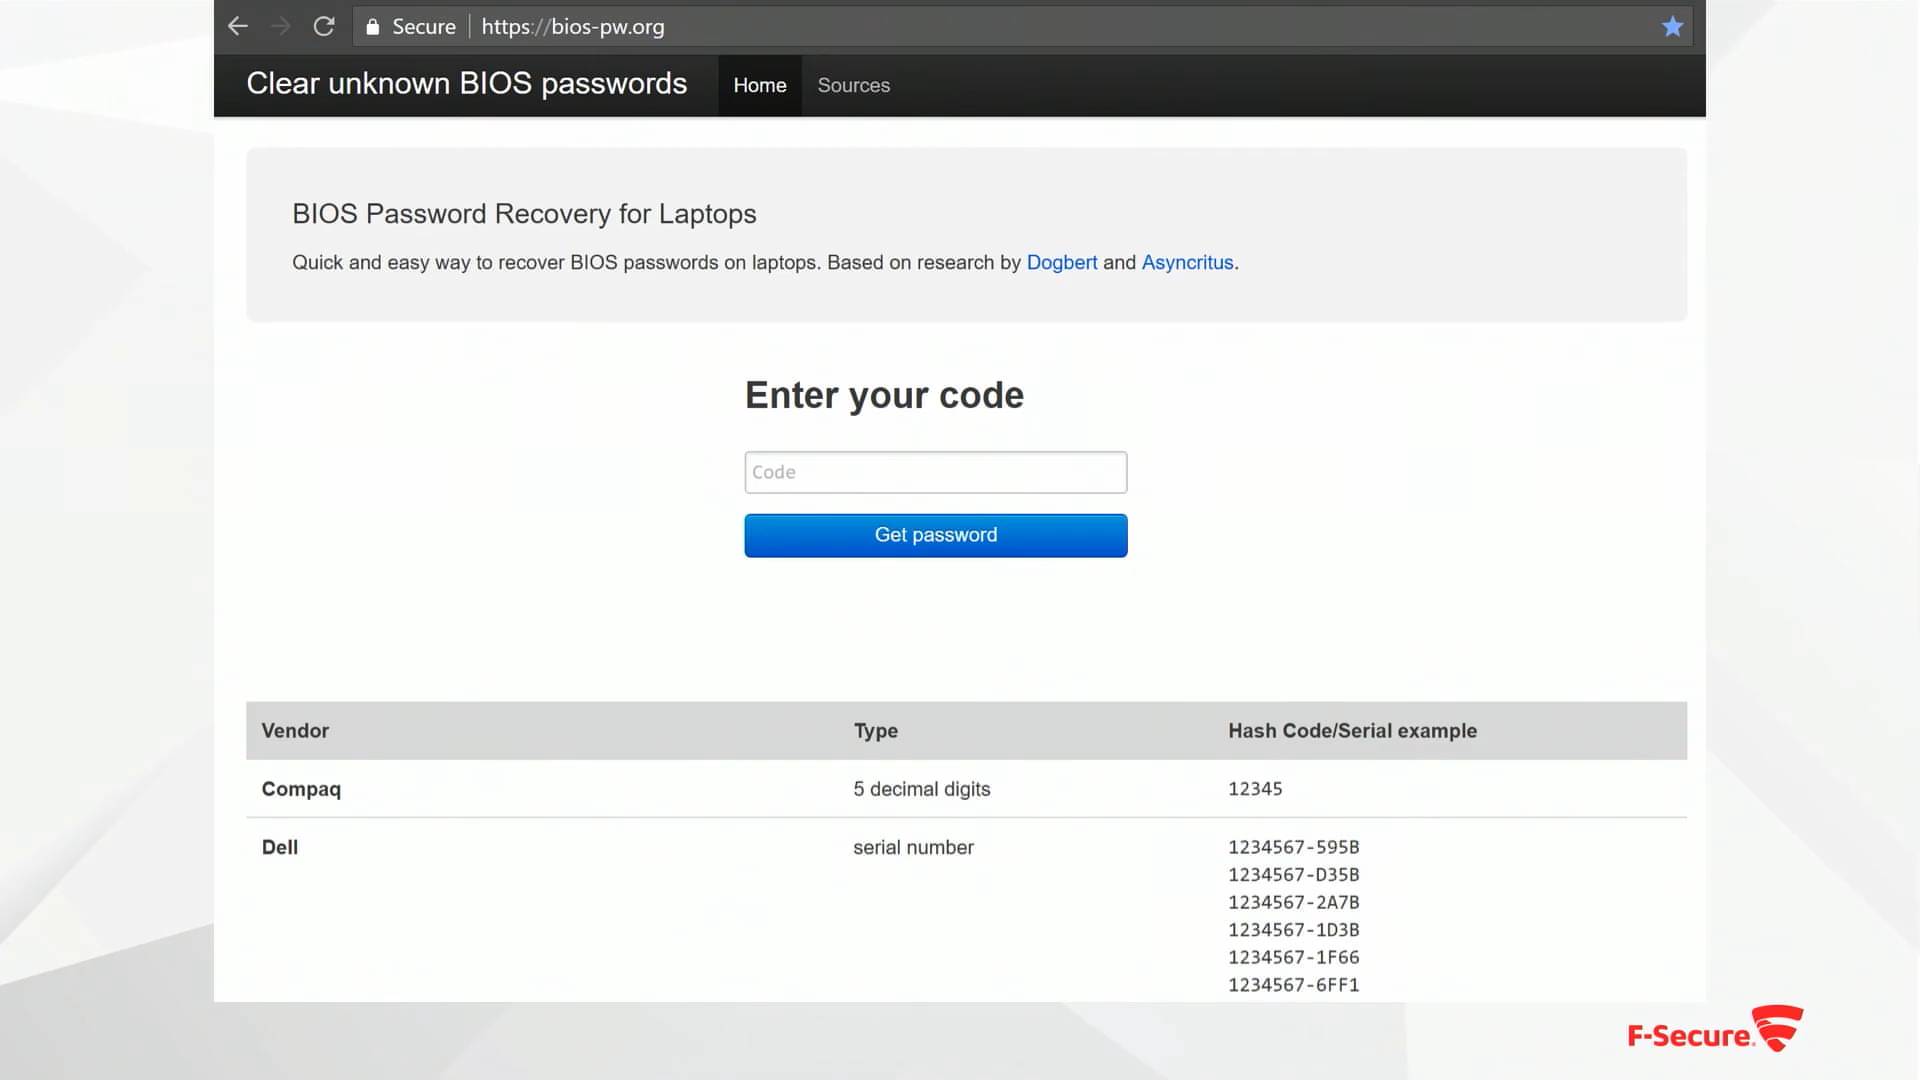 Secure https://bios-pw.org
Clear unknown BIOS passwords Home Sources
BIOS Password Recovery for Laptops
Quick and easy way to recover BIOS passwords on laptops. Based on research by Dogbert and Asyncritus.
Enter your code
Code
Get password
Vendor Type Hash Code/Serial example
Compaq 5 decimal digits 12345
Dell serial number 1234567-595B
1234567-D35B
1234567-2A7B
1234567-1D3B
1234567-1F66
1234567-6FF1
F-Secure.